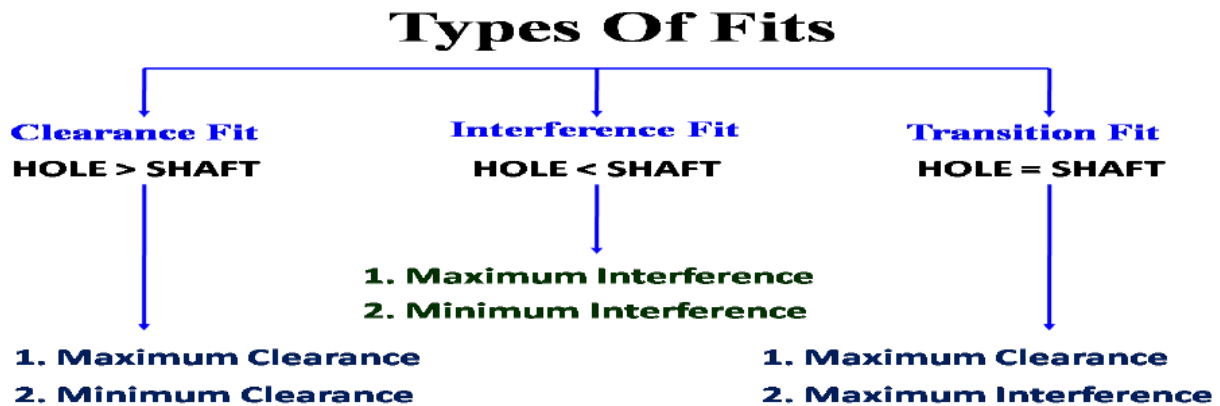 Types Of Fits
Clearance Fit
HOLE > SHAFT
1. Maximum Clearance
2. Minimum Clearance
Interference Fit
HOLE < SHAFT
1. Maximum Interference
2. Minimum Interference
Transition Fit
HOLE = SHAFT
1. Maximum Clearance
2. Maximum Interference